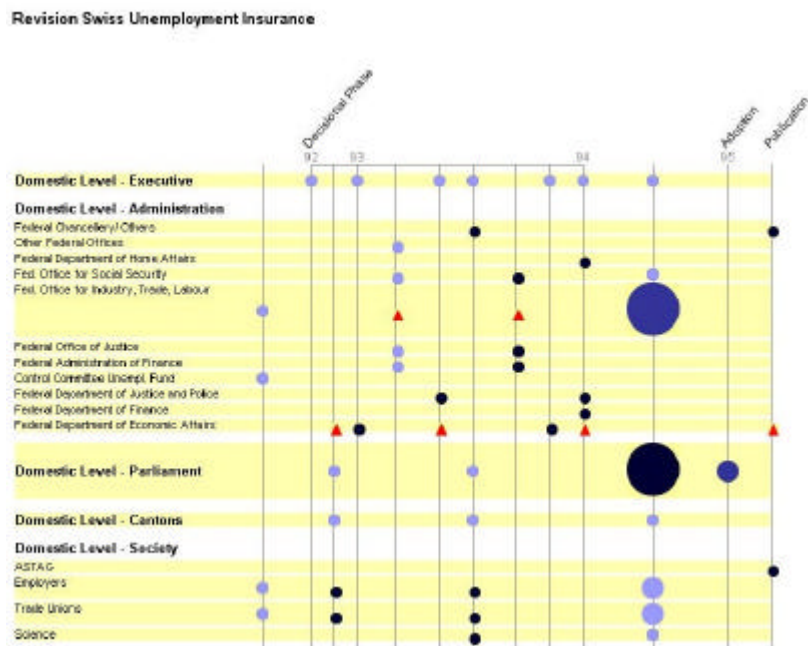 Revision Swiss Unemployment Insurance
Decisional Phase
Adoption
Publication
92 93 94 95
Domestic Level - Executive
Domestic Level - Administration
Federal Chancellery/ Others
Other Federal Offices
Federal Department of Home Affairs
Fed. Office for Social Security
Fed. Office for Industry, Trade, Labour
Federal Office of Justice
Federal Administration of Finance
Control Committee Unempl. Fund
Federal Department of Justice and Police
Federal Department of Finance
Federal Department of Economic Affairs
Domestic Level - Parliament
Domestic Level - Cantons
Domestic Level - Society
ASTAG
Employers
Trade Unions
Science